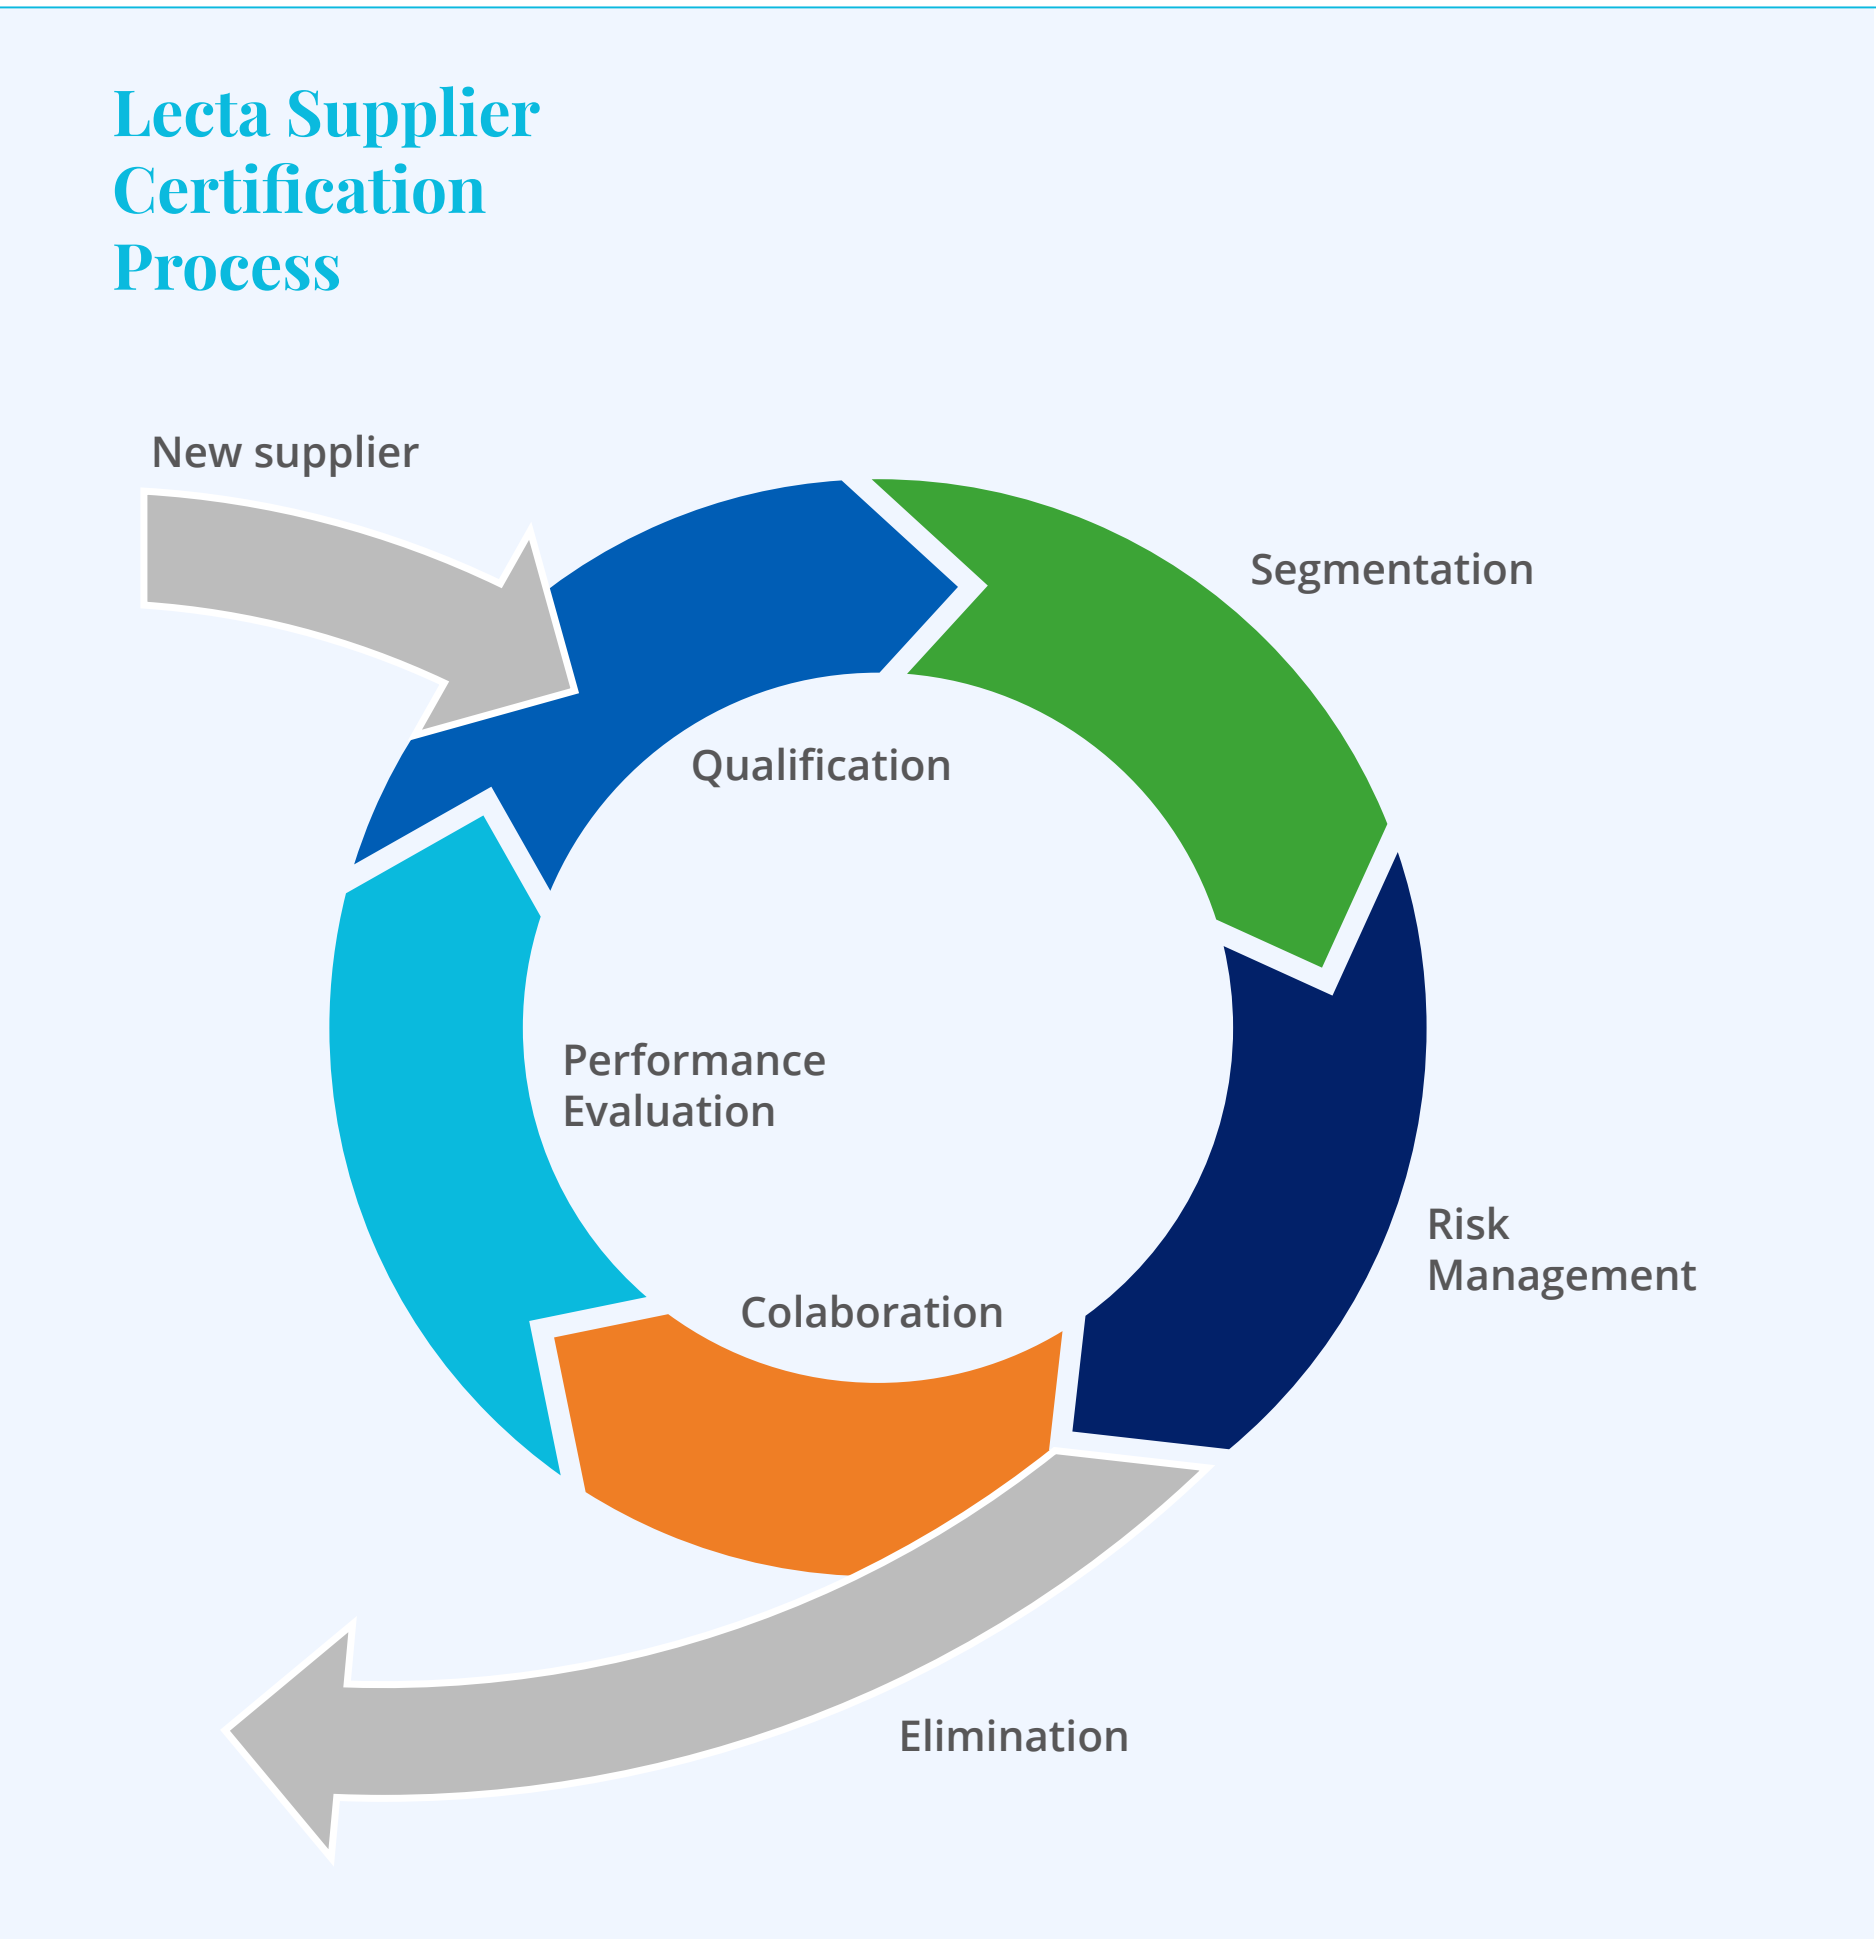 Lecta Supplier
Certification
Process
New supplier
Segmentation
Qualification
Performance
Evaluation
Risk
Management
Colaboration
Elimination